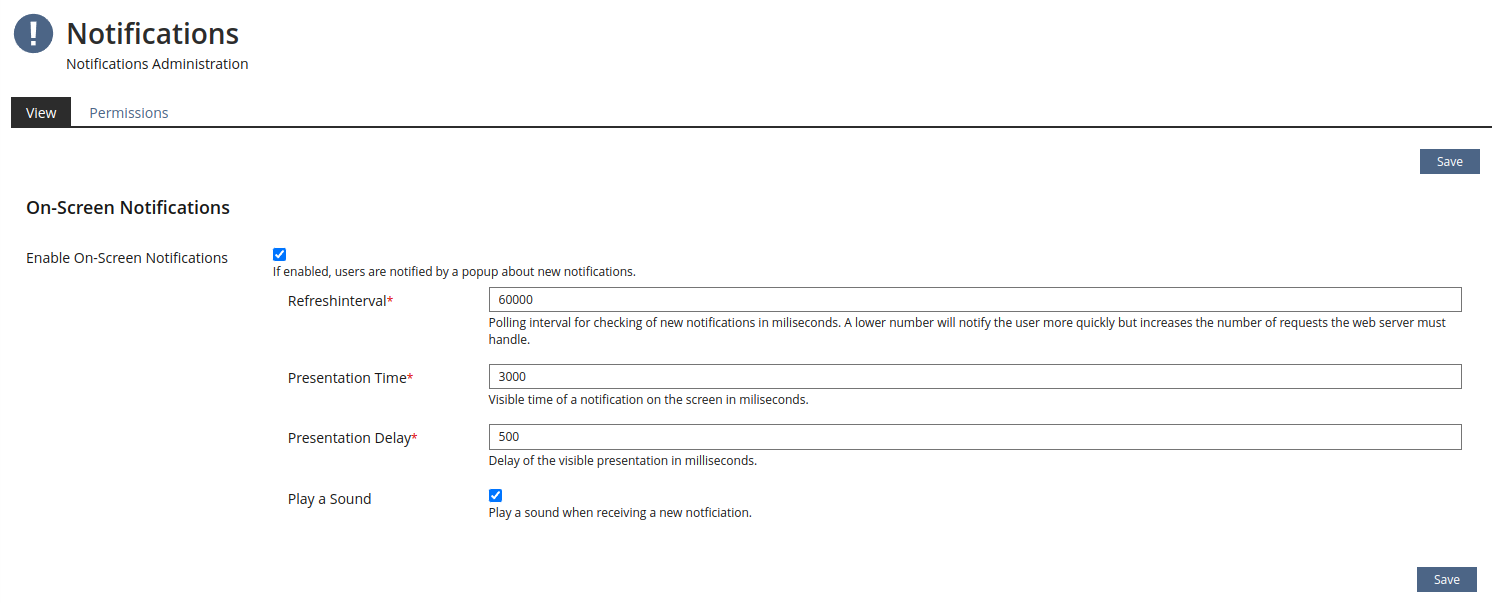 Notifications
Notifications Administration
View
Permissions
Save
On-Screen Notifications
Enable On-Screen Notifications
If enabled, users are notified by a popup about new notifications.
Refreshinterval*
60000
Polling interval for checking of new notifications in miliseconds. A lower number will notify the user more quickly but increases the number of requests the web server must
handle.
Presentation Time*
3000
Visible time of a notification on the screen in miliseconds.
Presentation Delay*
500
Delay of the visible presentation in milliseconds.
Play a Sound
Play a sound when receiving a new notficiation.
Save